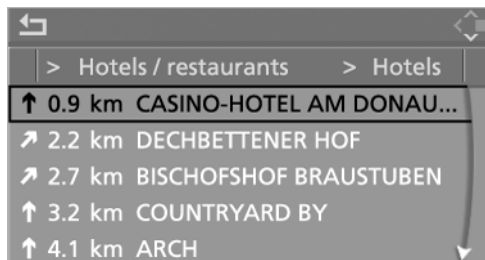 > Hotels / restaurants > Hotels
0.9 km CASINO-HOTEL AM DONAU...
2.2 km DECHBETTENER HOF
2.7 km BISCHOFSHOF BRAUSTUBEN
3.2 km COUNTRYARD BY
4.1 km ARCH